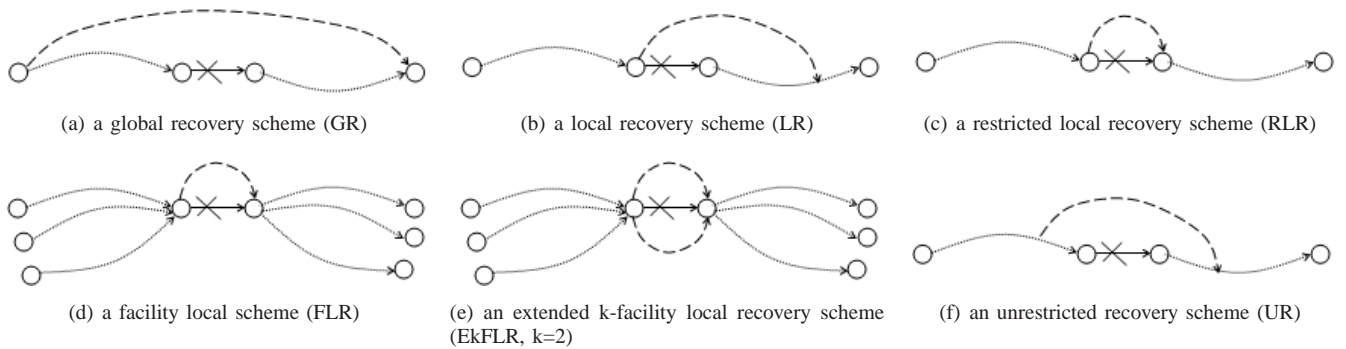 (a) a global recovery scheme (GR)
(b) a local recovery scheme (LR)
(c) a restricted local recovery scheme (RLR)
(d) a facility local scheme (FLR)
(e) an extended k-facility local recovery scheme
(EkFLR, k=2)
(f) an unrestricted recovery scheme (UR)